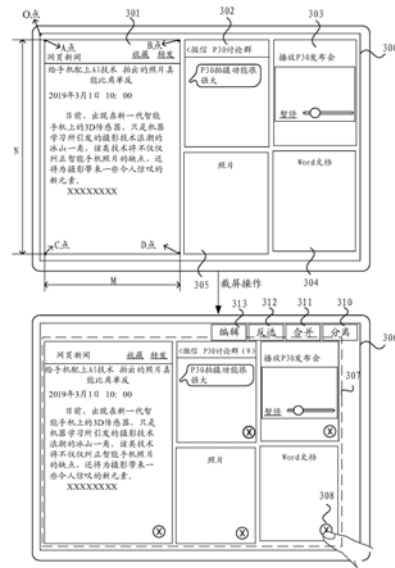 O点
301
302
303
300
A点
B点
网页新闻 收藏 转发
给手机配上AI技术 拍出的照片真
能比肩单反
2019年3月1日 10: 00
目前，出现在新一代智能
手机上的3D传感器，只是机器
学习所引发的摄影技术浪潮的
冰山一角，该类技术将不仅仅
纠正智能手机照片的缺点，还
将为摄影带来一些令人惊叹的
新元素。
XXXXXXXX
<微信 P30讨论群
P30拍摄功能很
强大
播放P30发布会
暂停
照片
Word文档
N
C点
D点
M
305
304
截屏操作
313
312
311
310
编辑 反选 合并 分离
306
307
网页新闻 收藏 转发
给手机配上AI技术 拍出的照片真
能比肩单反
2019年3月1日 10: 00
目前，出现在新一代智
能手机上的3D传感器，只
是机器学习所引发的摄影技术
浪潮的冰山一角，该类技术
将不仅仅纠正智能手机照片
的缺点，还将为摄影带来一
些令人惊叹的新元素。
XXXXXXXX
<微信 P30讨论群(9)
P30拍摄功能很
强大
播放P30发布会
暂停
照片
Word文档
308
X
X
X
X
X